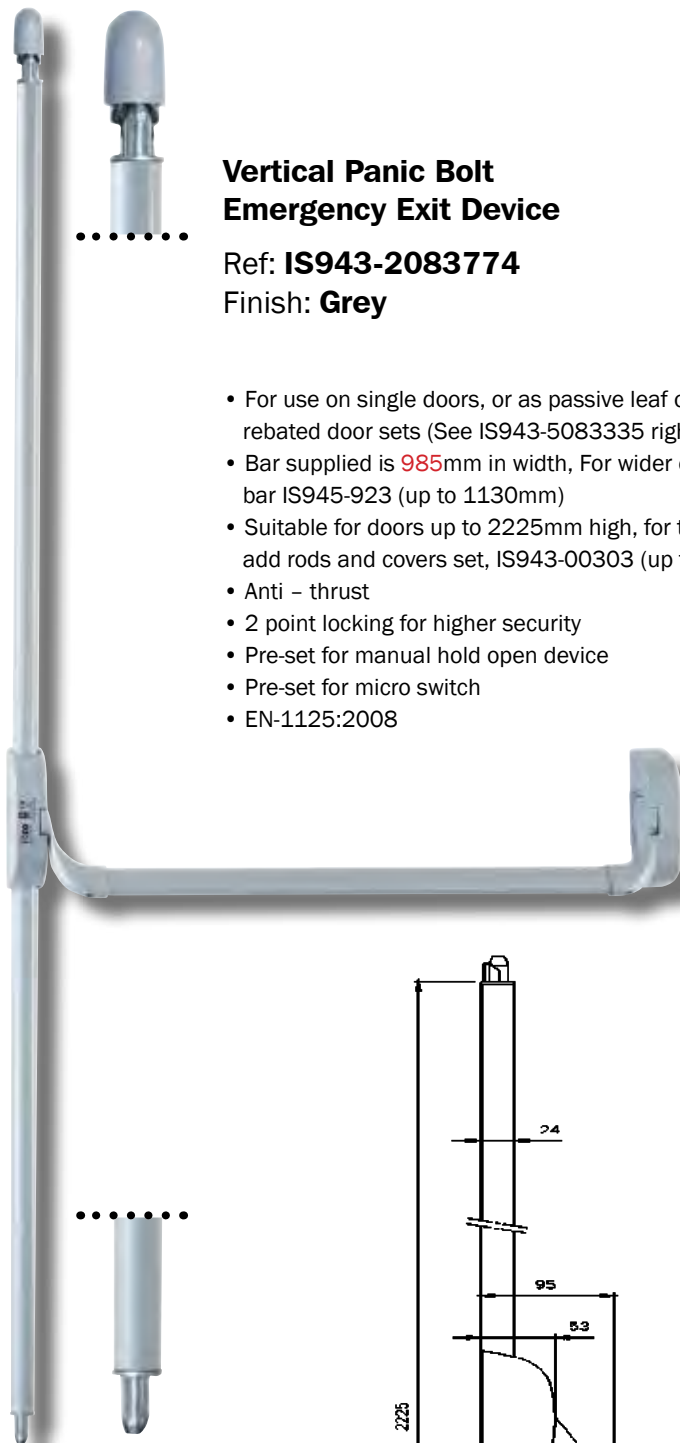 Vertical Panic Bolt
Emergency Exit Device
Ref: IS943-2083774
Finish: Grey
• For use on single doors, or as passive leaf
rebated door sets (See IS943-5083335
• Bar supplied is 985mm in width, For wider
bar IS945-923 (up to 1130mm)
• Suitable for doors up to 2225mm high, for
add rods and covers set, IS943-00303 (up
• Anti – thrust
• 2 point locking for higher security
• Pre-set for manual hold open device
• Pre-set for micro switch
• EN-1125:2008
24
95
53
2225